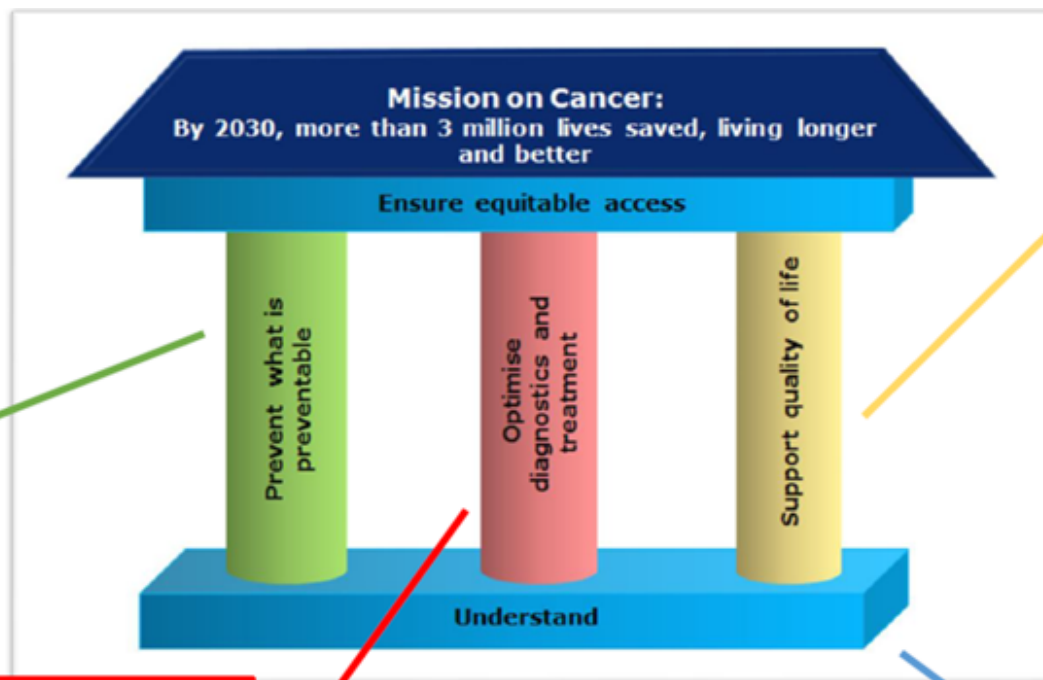 Mission on Cancer:
By 2030, more than 3 million lives saved, living longer
and better
Ensure equitable access
Prevent what is
preventable
Optimise
diagnostics and
treatment
Support quality of life
Understand